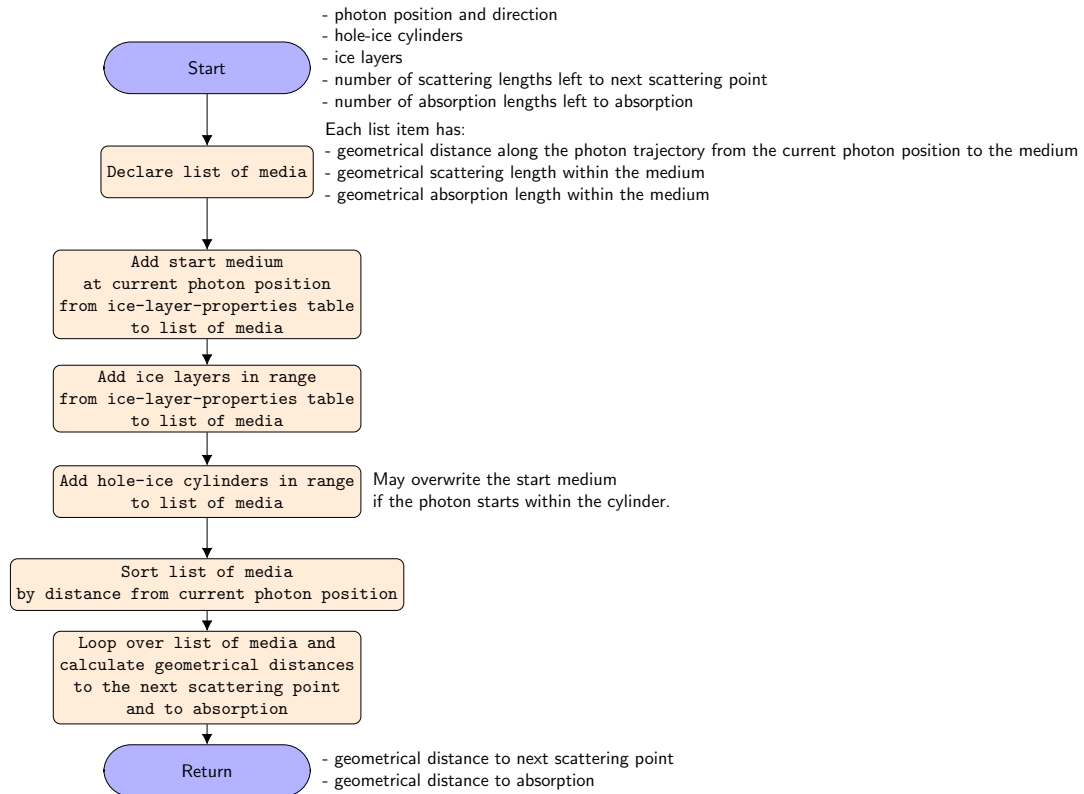 - photon position and direction
- hole-ice cylinders
- ice layers
- number of scattering lengths left to next scattering point
- number of absorption lengths left to absorption
Start
Each list item has:
- geometrical distance along the photon trajectory from the current photon position to the medium
- geometrical scattering length within the medium
- geometrical absorption length within the medium
Declare list of media
Add start medium
at current photon position
from ice-layer-properties table
to list of media
Add ice layers in range
from ice-layer-properties table
to list of media
Add hole-ice cylinders in range
to list of media
May overwrite the start medium
if the photon starts within the cylinder.
Sort list of media
by distance from current photon position
Loop over list of media and
calculate geometrical distances
to the next scattering point
and to absorption
Return
- geometrical distance to next scattering point
- geometrical distance to absorption